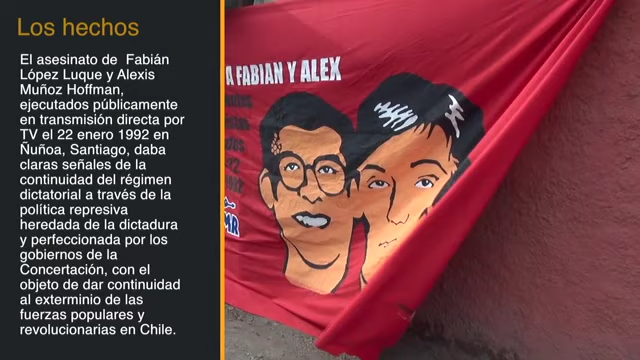 Los hechos
El asesinato de Fabián
López Luque y Alexis
Muñoz Hoffman,
ejecutados públicamente
en transmisión directa por
TV el 22 enero 1992 en
Ñuñoa, Santiago, daba
claras señales de la
continuidad del régimen
dictatorial a través de la
política represiva
heredada de la dictadura
y perfeccionada por los
gobiernos de la
Concertación, con el
objeto de dar continuidad
al exterminio de las
fuerzas populares y
revolucionarias en Chile.
A FABIAN Y ALEX
22